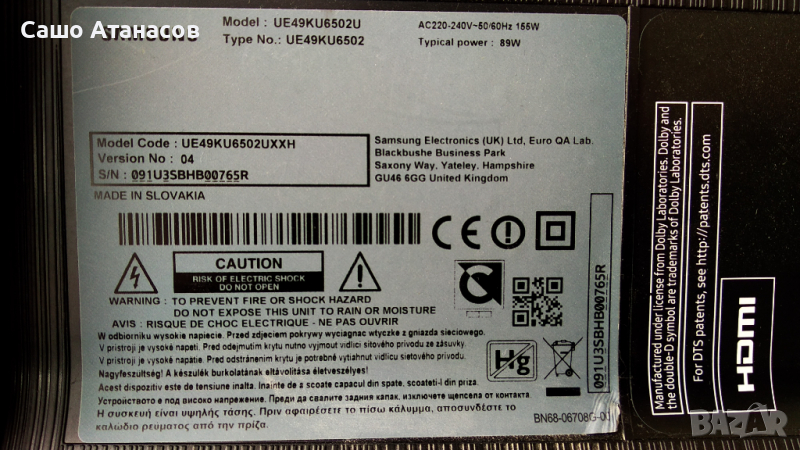 Сашо Атанасов
SAMSUNG
Model : UE49KU6502U
Type No.: UE49KU6502
AC220-240V~50/60Hz 155W
Typical power : 89W
Model Code : UE49KU6502UXXH
Version No : 04
S/N : 091U3SBHB00765R
Samsung Electronics (UK) Ltd, Euro QA Lab.
Blackbushe Business Park
Saxony Way, Yateley, Hampshire
GU46 6GG United Kingdom
MADE IN SLOVAKIA
CE
CAUTION
RISK OF ELECTRIC SHOCK
DO NOT OPEN
WARNING : TO PREVENT FIRE OR SHOCK HAZARD
DO NOT EXPOSE THIS UNIT TO RAIN OR MOISTURE
AVIS : RISQUE DE CHOC ELECTRIQUE - NE PAS OUVRIR
W odbiorniku wysokie napiecie. Przed zdjeciem pokrywy wyciagnac wtyczke z gniazda sieciowego.
V pristroji je vysoké napätie. Pred odolmutim krytu nutno vyjmout vidlici sitového privodu ze zásuvky.
V prístroji je vysoké napätie. Pred odstránením krytu je potrebné vytiahnut vidlicu sieťového prívodu.
Nagyfeszültség! A készülék burkolatának eltávolítása életveszélyes!
Acest dispozitiv este de tensiune inalta. Inainte de a scoate capacul din spate, scoateti-l din priza.
Устройството е под високо напрежение. Преди да свалите задния капак, изключете щепсела от контакта.
Η συσκευή είναι υψηλής τάσης. Πριν αφαιρέσετε το πίσω κάλυμμα, αποσυνδέστε το
καλώδιο ρεύματος από την πρίζα.
Hg
091U3SBHB00765R
BN68-06708G-00
Manufactured under license from Dolby Laboratories. Dolby and
the double-D symbol are trademarks of Dolby Laboratories.
For DTS patents, see http://patents.dts.com.
HDMI
BAZAR